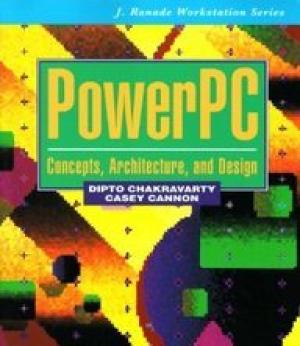 J. Ranade Workstation Series
PowerPC
Concepts, Architecture, and Design
DIPTO CHAKRAVARTY
CASEY CANNON